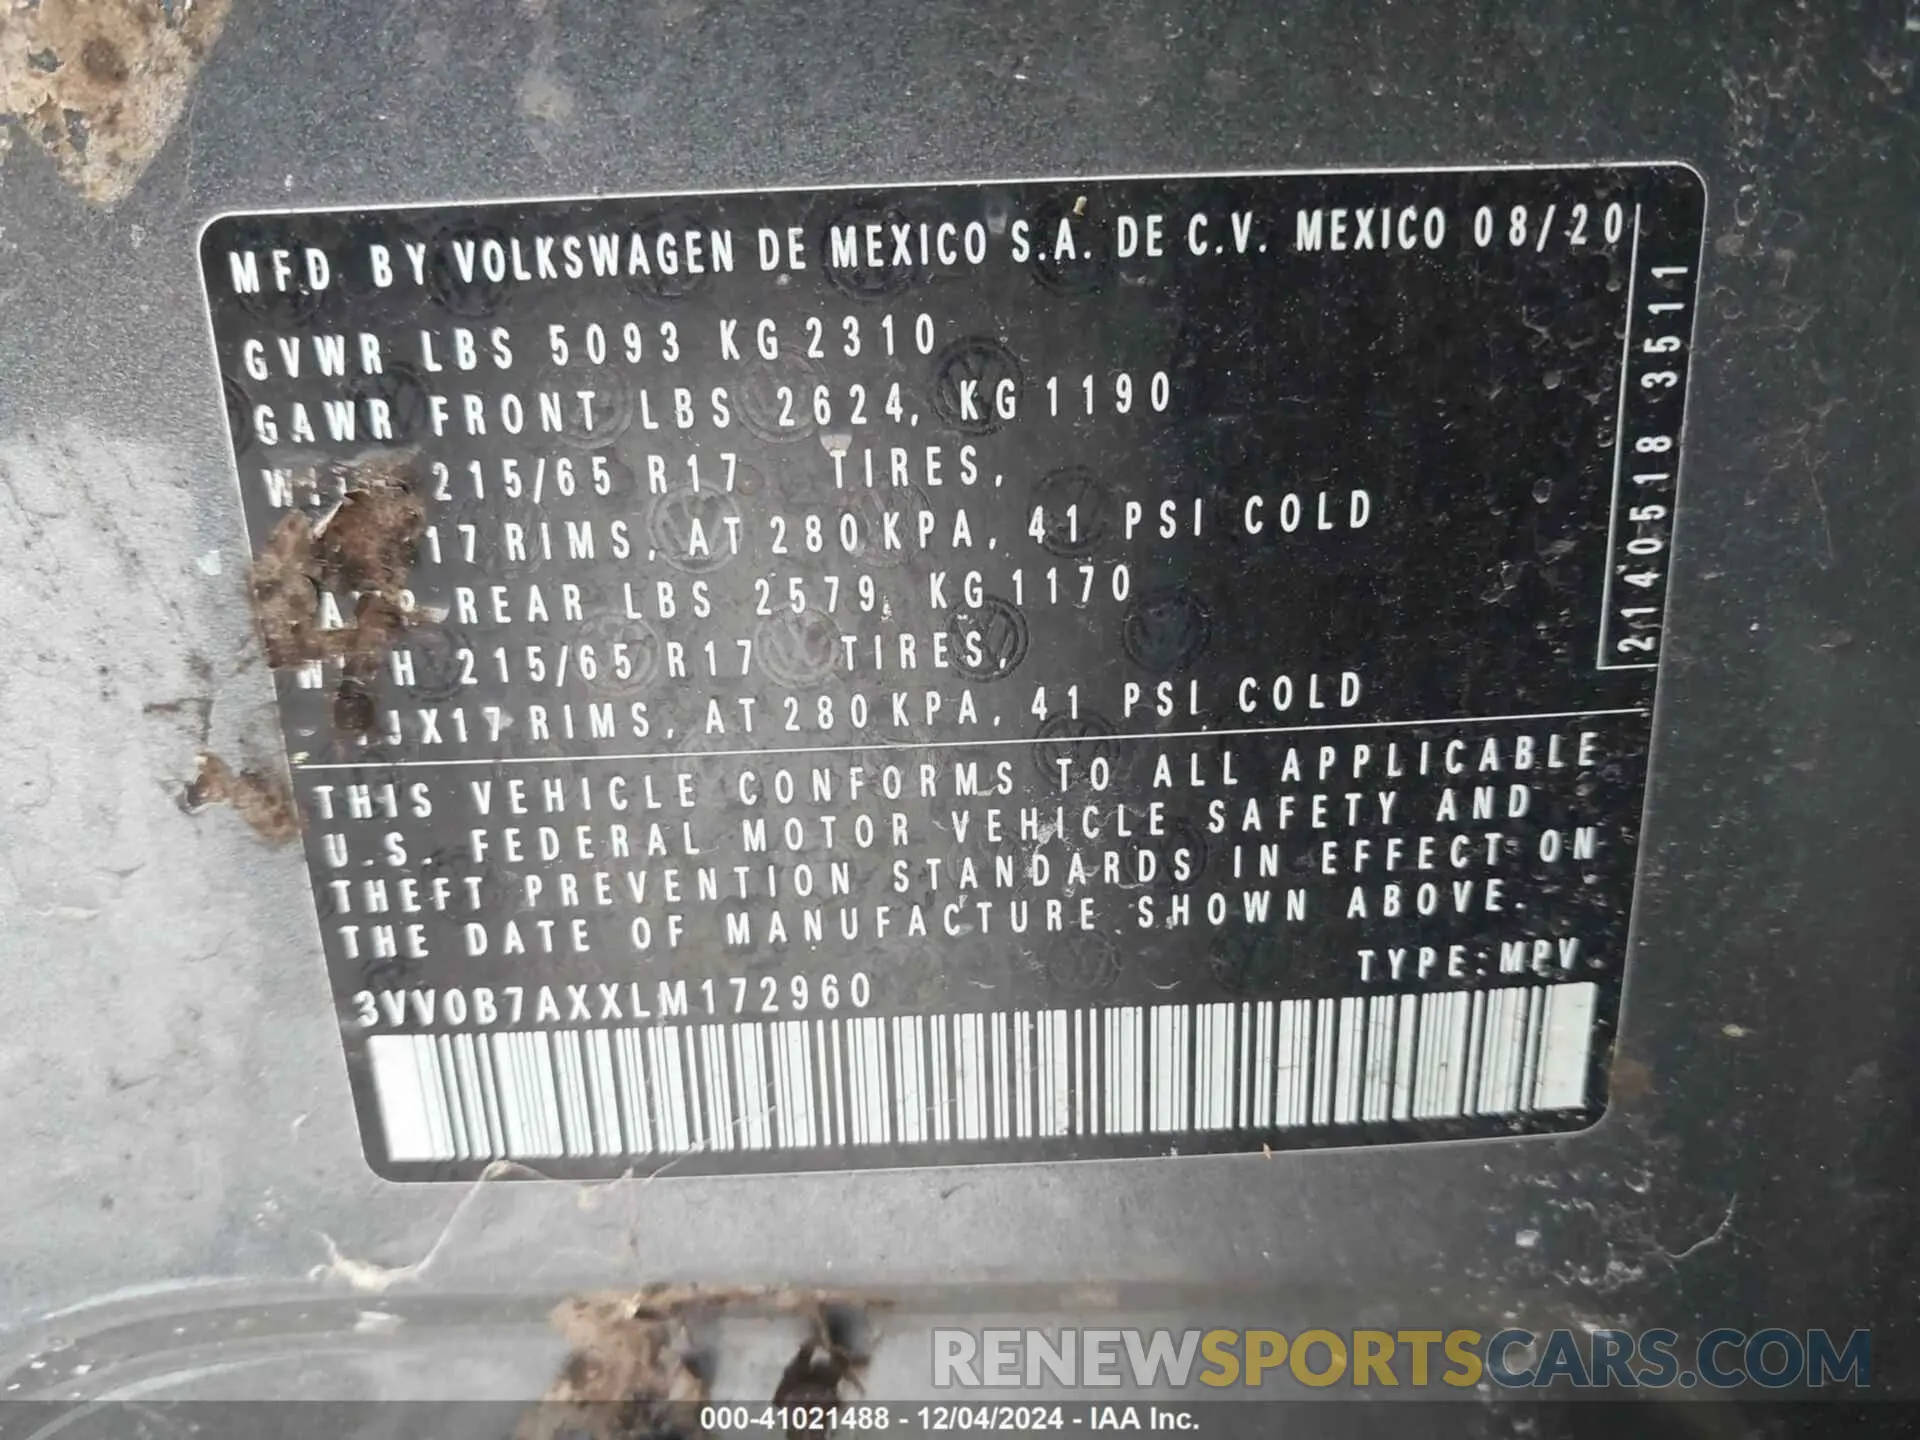 MFD BY VOLKSWAGEN DE MEXICO S.A. DE C.V. MEXICO 08/20
GVWR LBS 5093 KG 2310
GAWR FRONT LBS 2624, KG 1190
215/65 R17 TIRES,
17 RIMS, AT 280 KPA, 41 PSI COLD
REAR LBS 2579, KG 1170
215/65 R17 TIRES,
JX17 RIMS, AT 280 KPA, 41 PSI COLD
2140518 3511
THIS VEHICLE CONFORMS TO ALL APPLICABLE
U.S. FEDERAL MOTOR VEHICLE SAFETY AND
THEFT PREVENTION STANDARDS IN EFFECT ON
THE DATE OF MANUFACTURE SHOWN ABOVE.
TYPE: MPV
3VV0B7AXXLM172960
RENEWSPORTSCARS.COM
000-41021488 - 12/04/2024 - IAA Inc.